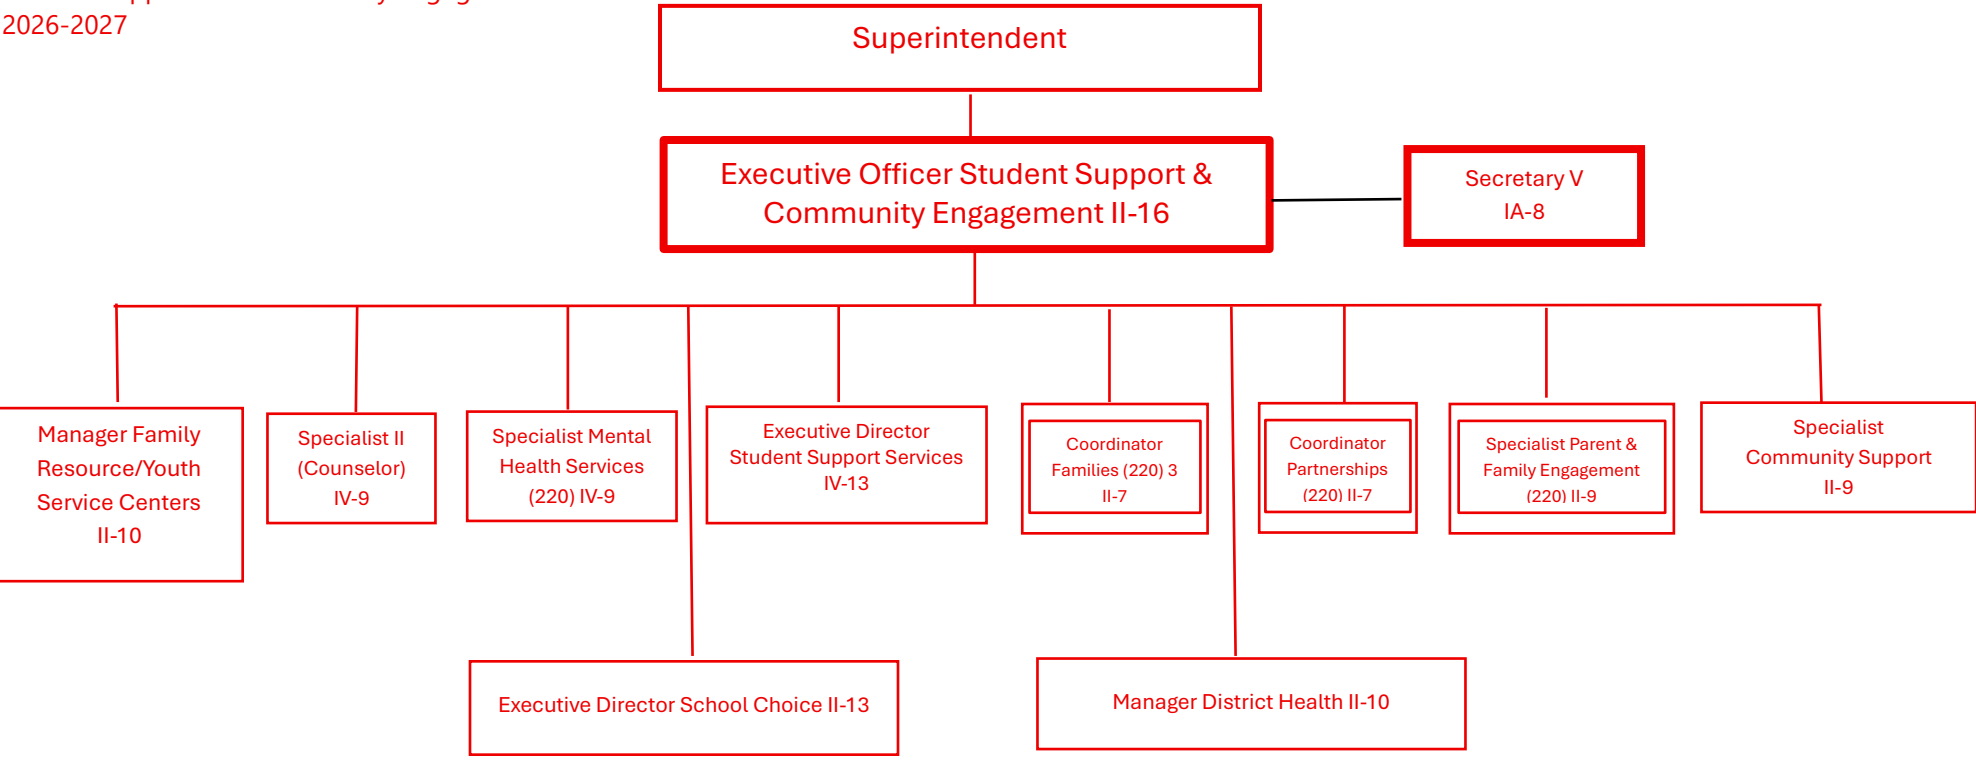 2026-2027
Superintendent
Executive Officer Student Support &
Community Engagement II-16
Secretary V
IA-8
Manager Family
Resource/Youth
Service Centers
II-10
Specialist II
(Counselor)
IV-9
Specialist Mental
Health Services
(220) IV-9
Executive Director
Student Support Services
IV-13
Coordinator
Families (220) 3
II-7
Coordinator
Partnerships
(220) II-7
Specialist Parent &
Family Engagement
(220) II-9
Specialist
Community Support
II-9
Executive Director School Choice II-13
Manager District Health II-10